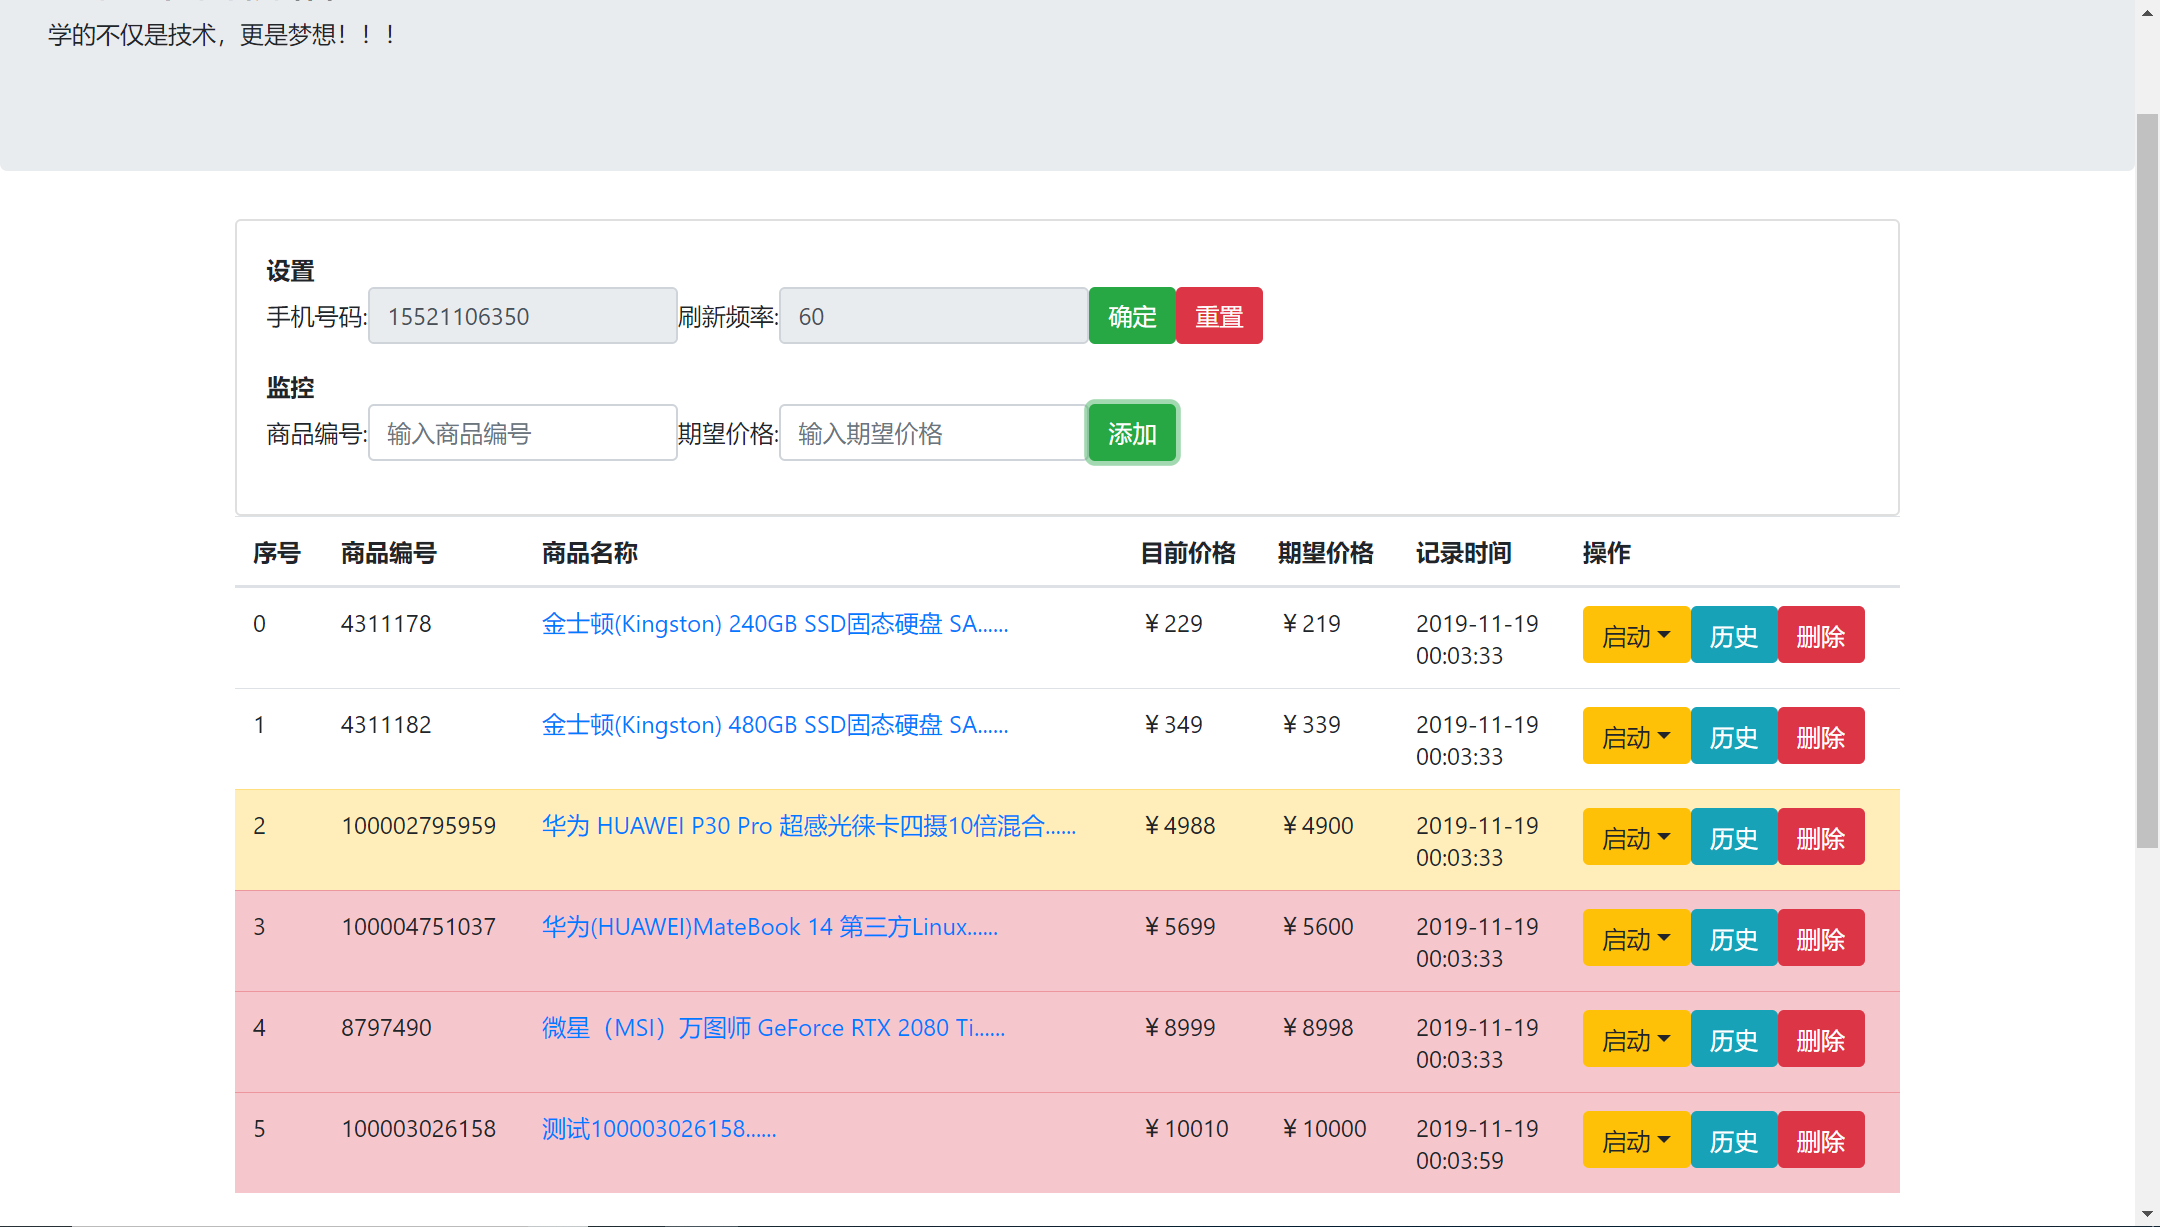 学的不仅是技术，更是梦想！！！
设置
手机号码: 15521106350 刷新频率: 60 确定 重置
监控
商品编号: 输入商品编号 期望价格: 输入期望价格 添加
序号 商品编号 商品名称 目前价格 期望价格 记录时间 操作
0 4311178 金士顿(Kingston) 240GB SSD固态硬盘 SA...... ￥229 ￥219 2019-11-19 启动 历史 删除
00:03:33
1 4311182 金士顿(Kingston) 480GB SSD固态硬盘 SA...... ￥349 ￥339 2019-11-19 启动 历史 删除
00:03:33
2 100002795959 华为 HUAWEI P30 Pro 超感光徕卡四摄10倍混合...... ￥4988 ￥4900 2019-11-19 启动 历史 删除
00:03:33
3 100004751037 华为(HUAWEI)MateBook 14 第三方Linux...... ￥5699 ￥5600 2019-11-19 启动 历史 删除
00:03:33
4 8797490 微星（MSI）万图师 GeForce RTX 2080 Ti...... ￥8999 ￥8998 2019-11-19 启动 历史 删除
00:03:33
5 100003026158 测试100003026158...... ￥10010 ￥10000 2019-11-19 启动 历史 删除
00:03:59